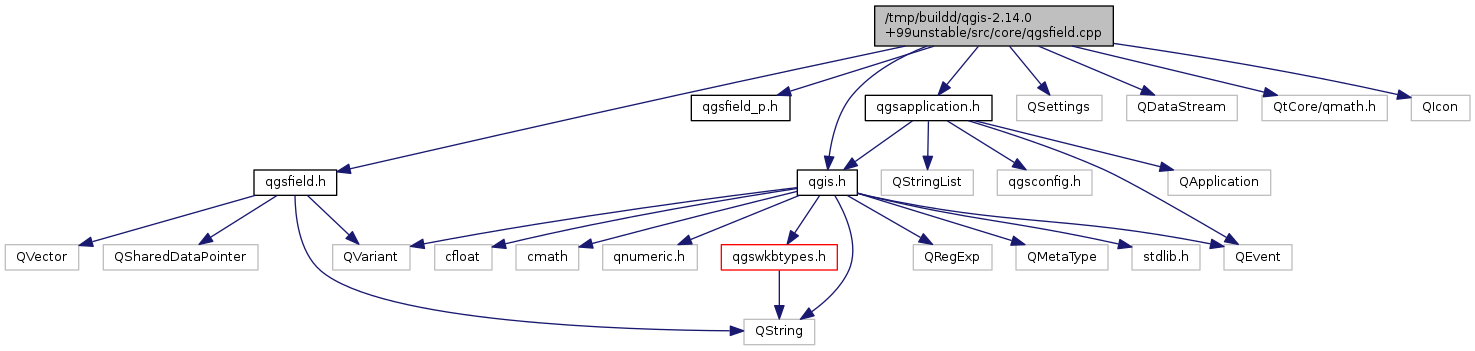 /tmp/buildd/qgis-2.14.0
+99unstable/src/core/qgsfield.cpp
qgsfield_p.h
qgsapplication.h
QSettings
QDataStream
QtCore/qmath.h
QIcon
qgsfield.h
qgis.h
QStringList
qgsconfig.h
QApplication
QVector
QSharedDataPointer
QVariant
cfloat
cmath
qnumeric.h
qgswkbtypes.h
QRegExp
QMetaType
stdlib.h
QEvent
QString